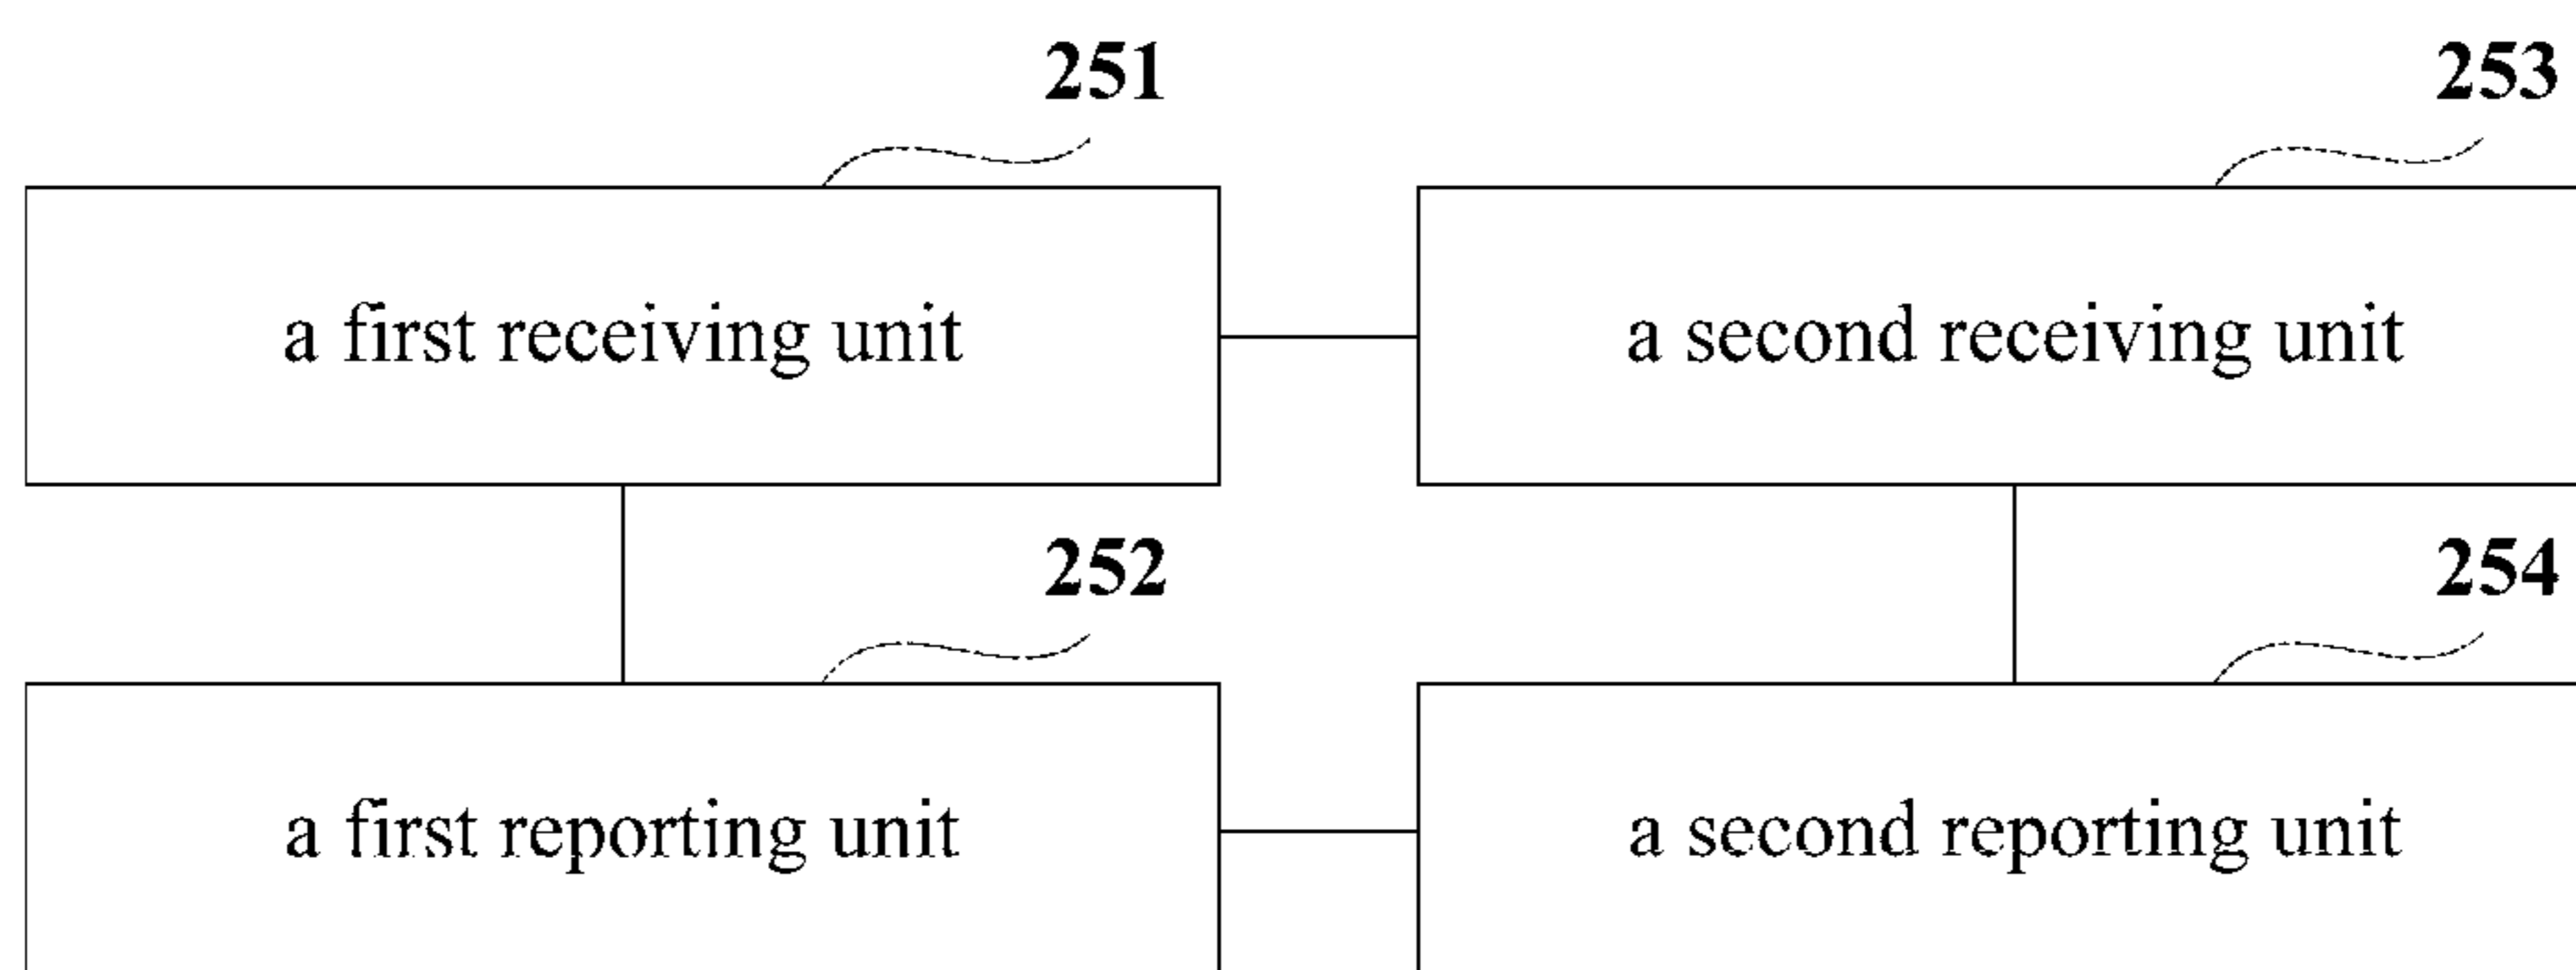 251
253
a first receiving unit
a second receiving unit
252
254
a first reporting unit
a second reporting unit